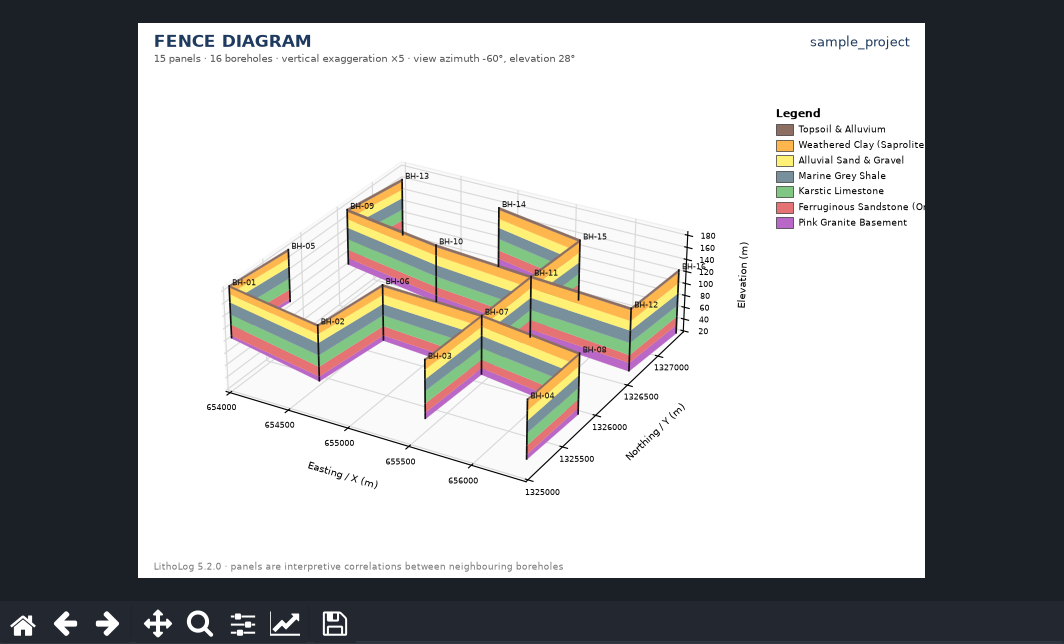 FENCE DIAGRAM
sample_project
15 panels · 16 boreholes · vertical exaggeration ×5 · view azimuth -60°, elevation 28°
Legend
Topsoil & Alluvium
Weathered Clay (Saprolite
Alluvial Sand & Gravel
Marine Grey Shale
Karstic Limestone
Ferruginous Sandstone (Or
Pink Granite Basement
BH-13
BH-09
BH-14
BH-05
BH-10
BH-15
BH-01
BH-06
BH-11
BH-02
BH-07
BH-12
BH-03
BH-08
BH-04
180
160
140
120
100
80
60
40
20
Elevation (m)
654000
654500
655000
655500
656000
Easting / X (m)
1325000
1325500
1326000
1326500
1327000
Northing / Y (m)
LithoLog 5.2.0 · panels are interpretive correlations between neighbouring boreholes